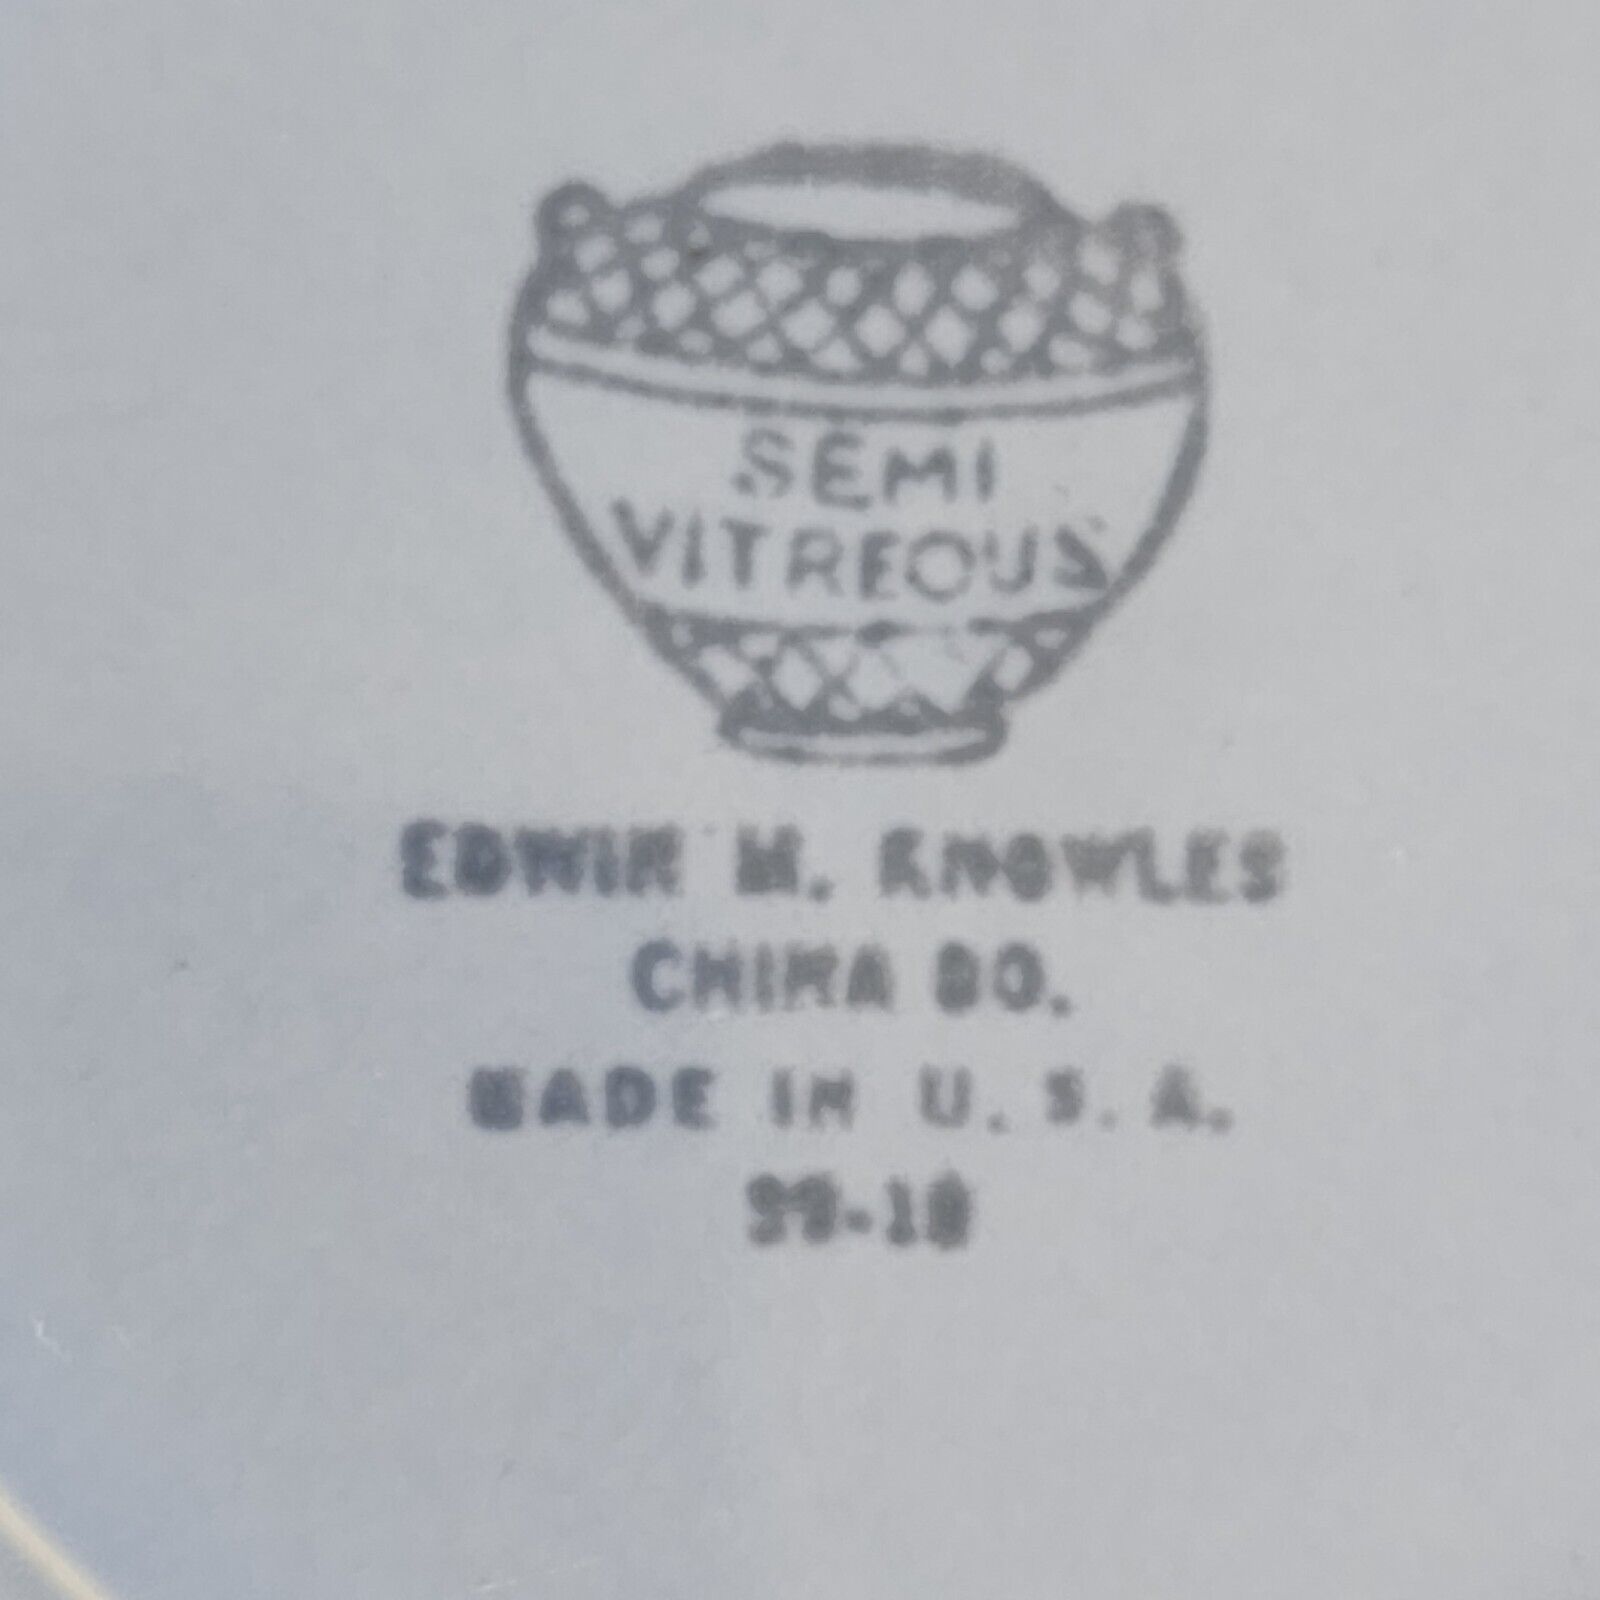 SEMI
VITREOUS
EDWIN M. KNOWLES
CHINA CO.
MADE IN U.S.A.